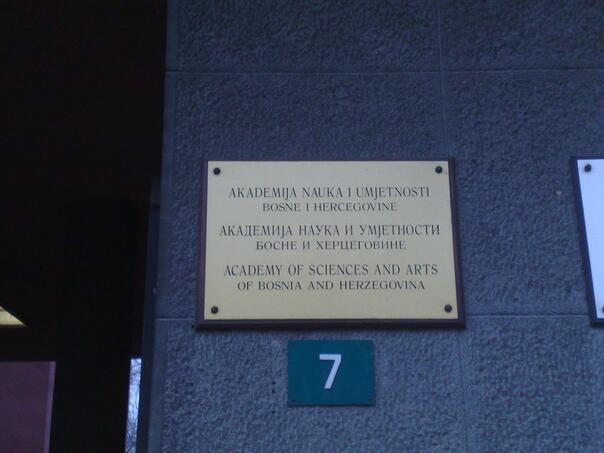 AKADEMIJA NAUKA I UMJETNOSTI
BOSNE I HERCEGOVINE
АКАДЕМИЈА НАУКА И УМЈЕТНОСТИ
БОСНЕ И ХЕРЦЕГОВИНЕ
ACADEMY OF SCIENCES AND ARTS
OF BOSNIA AND HERZEGOVINA
7